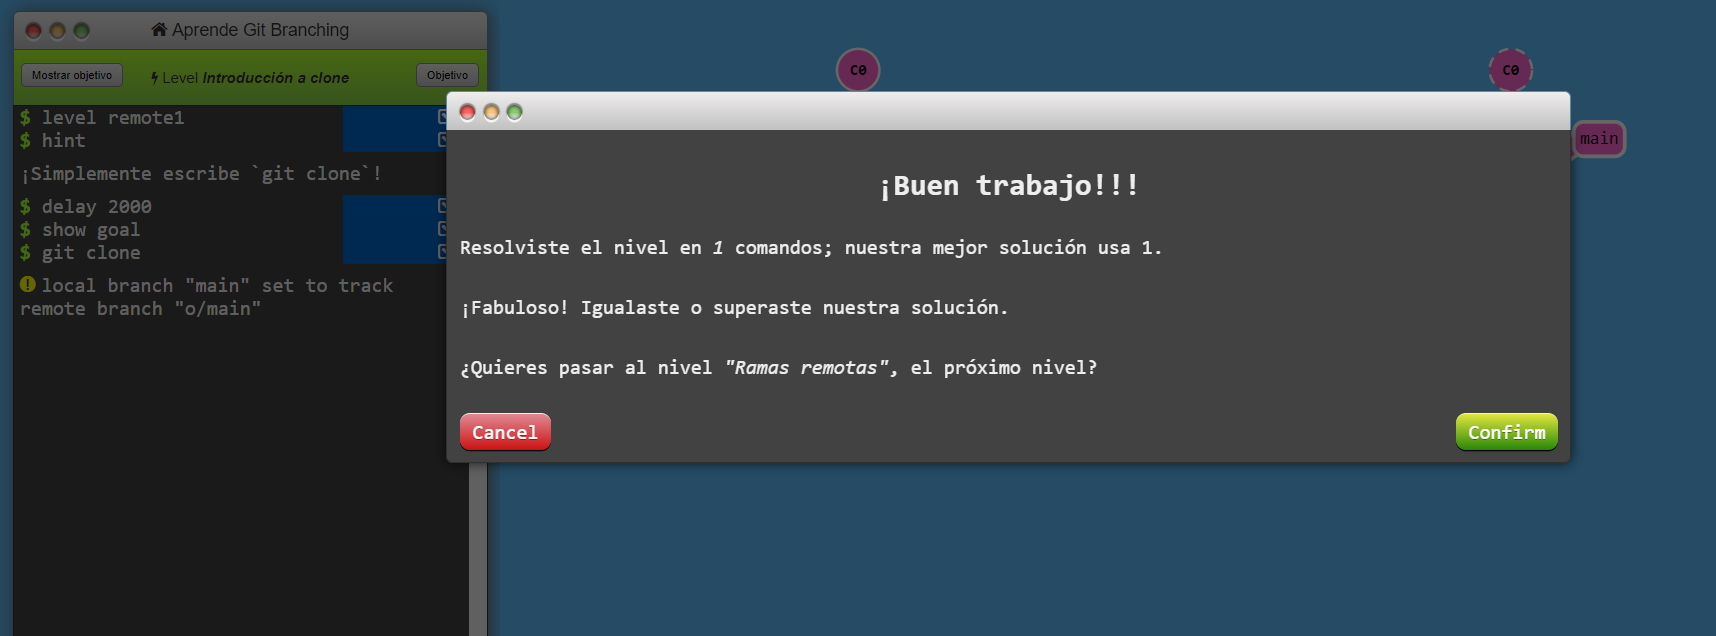 Aprende Git Branching
Mostrar objetivo
Level Introducción a clone
Objetivo
$ level remote1
$ hint
¡Simplemente escribe `git clone`!
$ delay 2000
$ show goal
$ git clone
local branch "main" set to track
remote branch "o/main"
C0
C0
main
¡Buen trabajo!!!
Resolviste el nivel en 1 comandos; nuestra mejor solución usa 1.
¡Fabuloso! Igualaste o superaste nuestra solución.
¿Quieres pasar al nivel "Ramas remotas", el próximo nivel?
Cancel
Confirm